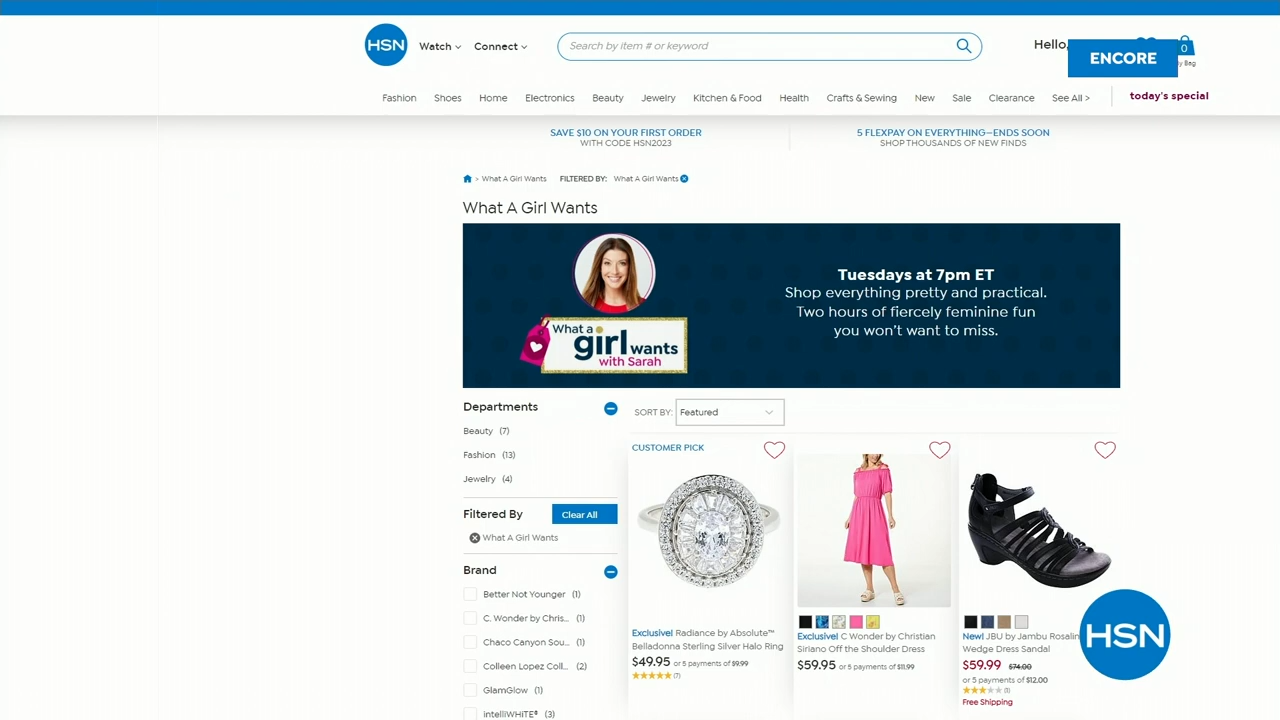 HSN
Watch
Connect
Search by item # or keyword
Hello,
ENCORE
0
y Bag
Fashion
Shoes
Home
Electronics
Beauty
Jewelry
Kitchen & Food
Health
Crafts & Sewing
New
Sale
Clearance
See All >
today's special
SAVE $10 ON YOUR FIRST ORDER
WITH CODE HSN2023
5 FLEXPAY ON EVERYTHING—ENDS SOON
SHOP THOUSANDS OF NEW FINDS
> What A Girl Wants
FILTERED BY: What A Girl Wants
What A Girl Wants
What a
girl wants
with Sarah
Tuesdays at 7pm ET
Shop everything pretty and practical.
Two hours of fiercely feminine fun
you won't want to miss.
Departments
Beauty (7)
Fashion (13)
Jewelry (4)
Filtered By
Clear All
What A Girl Wants
Brand
Better Not Younger (1)
C. Wonder by Chris... (1)
Chaco Canyon Sou... (1)
Colleen Lopez Coll... (2)
GlamGlow (1)
intelliWHiTE® (3)
SORT BY: Featured
CUSTOMER PICK
Exclusive! Radiance by Absolute™
Belladonna Sterling Silver Halo Ring
$49.95 or 5 payments of $9.99
(7)
Exclusive! C Wonder by Christian
Siriano Off the Shoulder Dress
$59.95 or 5 payments of $11.99
New! JBU by Jambu Rosalin
Wedge Dress Sandal
$59.99 $74.00
or 5 payments of $12.00
Free Shipping
HSN